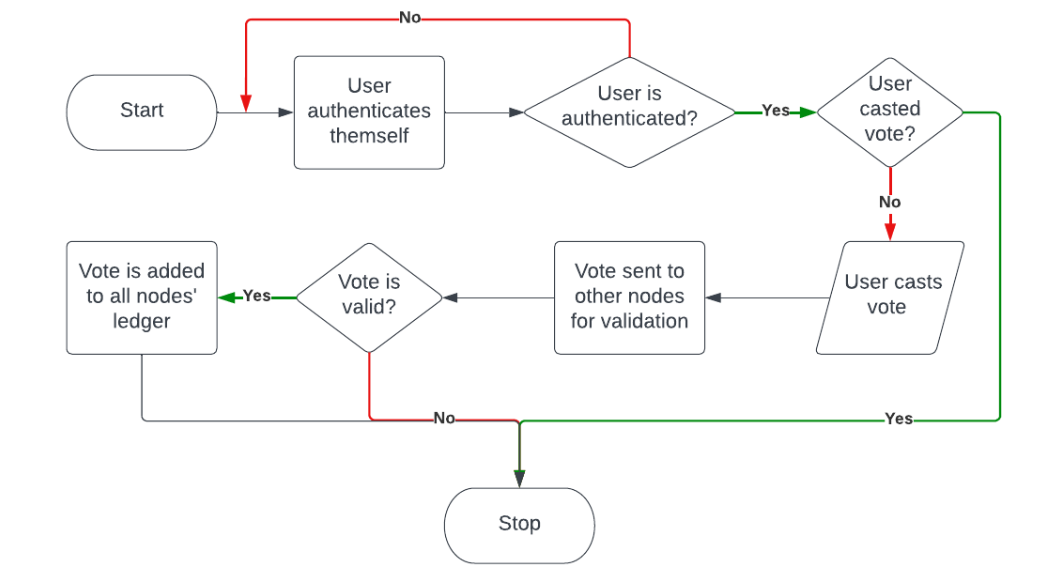 No
Start
User
authenticates
themself
User is
authenticated?
Yes
User
casted
vote?
No
Vote is added
to all nodes'
ledger
Yes
Vote is
valid?
Vote sent to
other nodes
for validation
User casts
vote
No
Yes
Stop